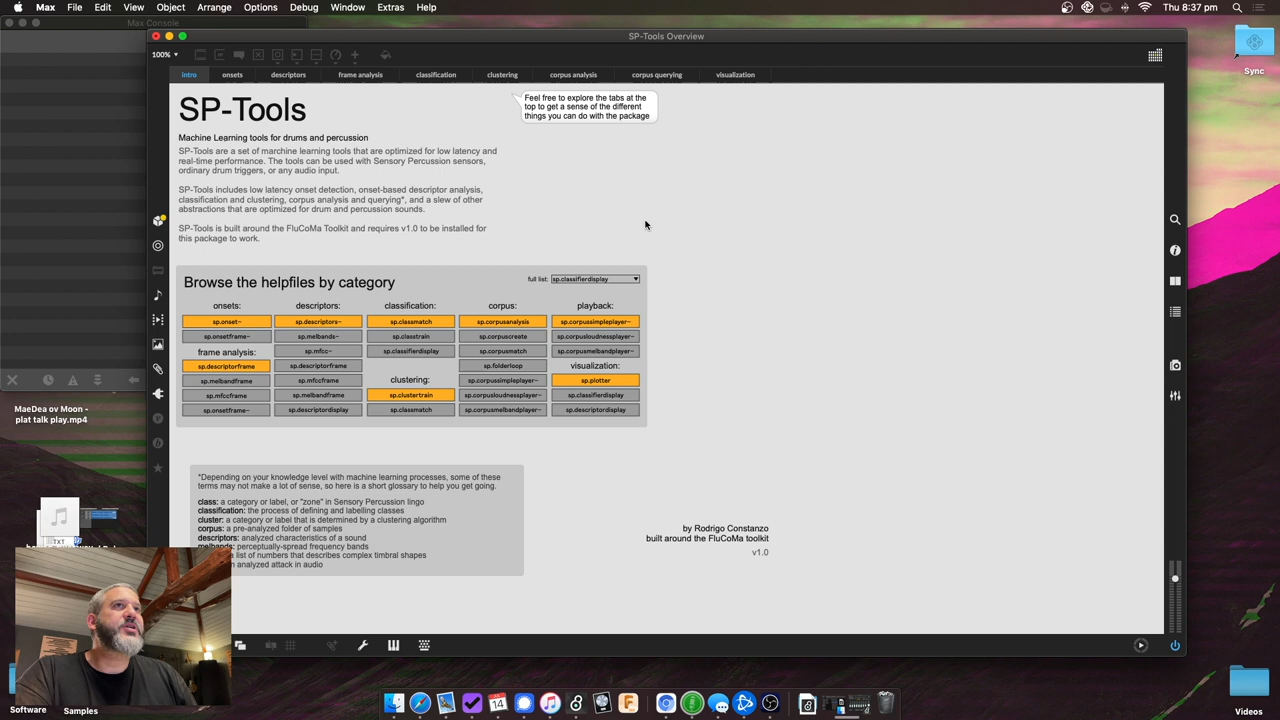 Max File Edit View Object Arrange Options Debug Window Extras Help
Thu 8:37 pm
Max Console
SP-Tools Overview
100%
intro onsets descriptors frame analysis classification clustering corpus analysis corpus querying visualization
SP-Tools
Feel free to explore the tabs at the
top to get a sense of the different
things you can do with the package
Machine Learning tools for drums and percussion
SP-Tools are a set of marchine learning tools that are optimized for low latency and
real-time performance. The tools can be used with Sensory Percussion sensors,
ordinary drum triggers, or any audio input.
SP-Tools includes low latency onset detection, onset-based descriptor analysis,
classification and clustering, corpus analysis and querying*, and a slew of other
abstractions that are optimized for drum and percussion sounds.
SP-Tools is built around the FluCoMa Toolkit and requires v1.0 to be installed for
this package to work.
Browse the helpfiles by category
full list: sp.classifierdisplay
onsets: descriptors: classification: corpus: playback:
sp.onset~ sp.descriptors~ sp.classmatch sp.corpusanalysis sp.corpussimpleplayer~
sp.onsetframe~ sp.melbands~ sp.classtrain sp.corpuscreate sp.corpusloudnessplayer~
frame analysis: sp.mfcc~ sp.classifierdisplay sp.corpusmatch sp.corpusmelbandplayer~
sp.descriptorframe sp.descriptorframe sp.folderloop visualization:
sp.melbandframe sp.mfccframe clustering: sp.corpussimpleplayer~ sp.plotter
sp.mfccframe sp.melbandframe sp.clustertrain sp.corpusloudnessplayer~ sp.classifierdisplay
sp.onsetframe~ sp.descriptordisplay sp.classmatch sp.corpusmelbandplayer~ sp.descriptordisplay
*Depending on your knowledge level with machine learning processes, some of these
terms may not make a lot of sense, so here is a short glossary to help you get going.
class: a category or label, or "zone" in Sensory Percussion lingo
classification: the process of defining and labelling classes
cluster: a category or label that is determined by a clustering algorithm
corpus: a pre-analyzed folder of samples
descriptors: analyzed characteristics of a sound
melbands: perceptually-spread frequency bands
list of numbers that describes complex timbral shapes
analyzed attack in audio
by Rodrigo Constanzo
built around the FluCoMa toolkit
v1.0
Sync
MaeDea ov Moon -
plat talk play.mp4
TXT
Software
Samples
Videos
JUL
14